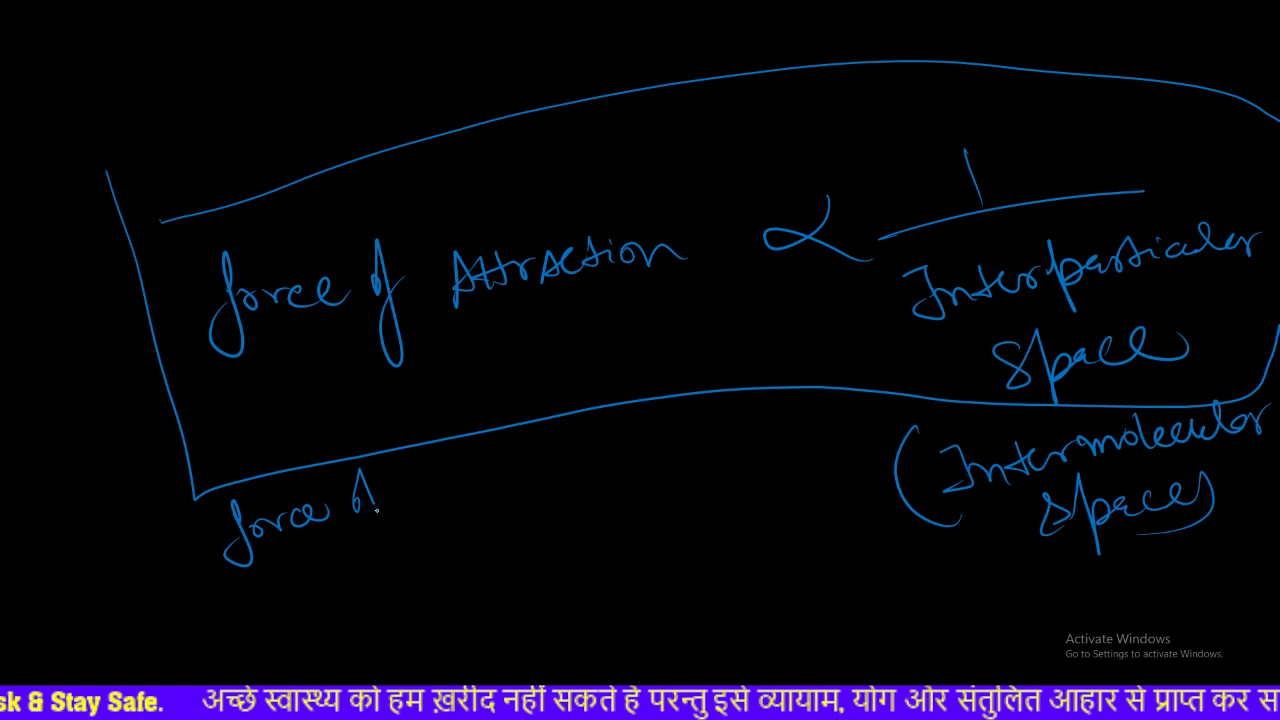 force of Attraction ∝ 1
Interparticular
Space
(Intermolecular
Space)
force
Activate Windows
Go to Settings to activate Windows.
sk & Stay Safe. अच्छे स्वास्थ्य को हम ख़रीद नहीं सकते हैं परन्तु इसे व्यायाम, योग और संतुलित आहार से प्राप्त कर स